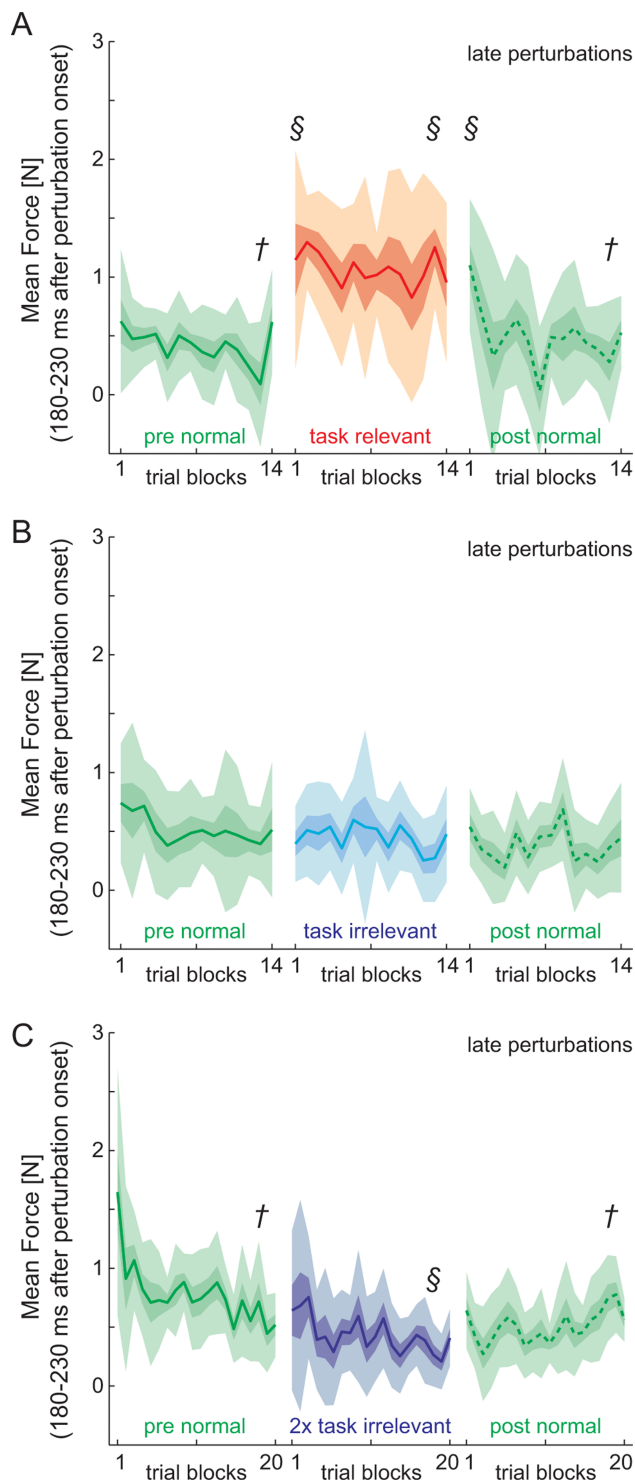 A
late perturbations
Mean Force [N]
(180-230 ms after perturbation onset)
3
2
1
0
§
§
§
†
†
pre normal
task relevant
post normal
1
14
1
14
1
14
trial blocks
trial blocks
trial blocks
B
late perturbations
Mean Force [N]
(180-230 ms after perturbation onset)
3
2
1
0
pre normal
task irrelevant
post normal
1
14
1
14
1
14
trial blocks
trial blocks
trial blocks
C
late perturbations
Mean Force [N]
(180-230 ms after perturbation onset)
3
2
1
0
†
§
†
pre normal
2x task irrelevant
post normal
1
20
1
20
1
20
trial blocks
trial blocks
trial blocks